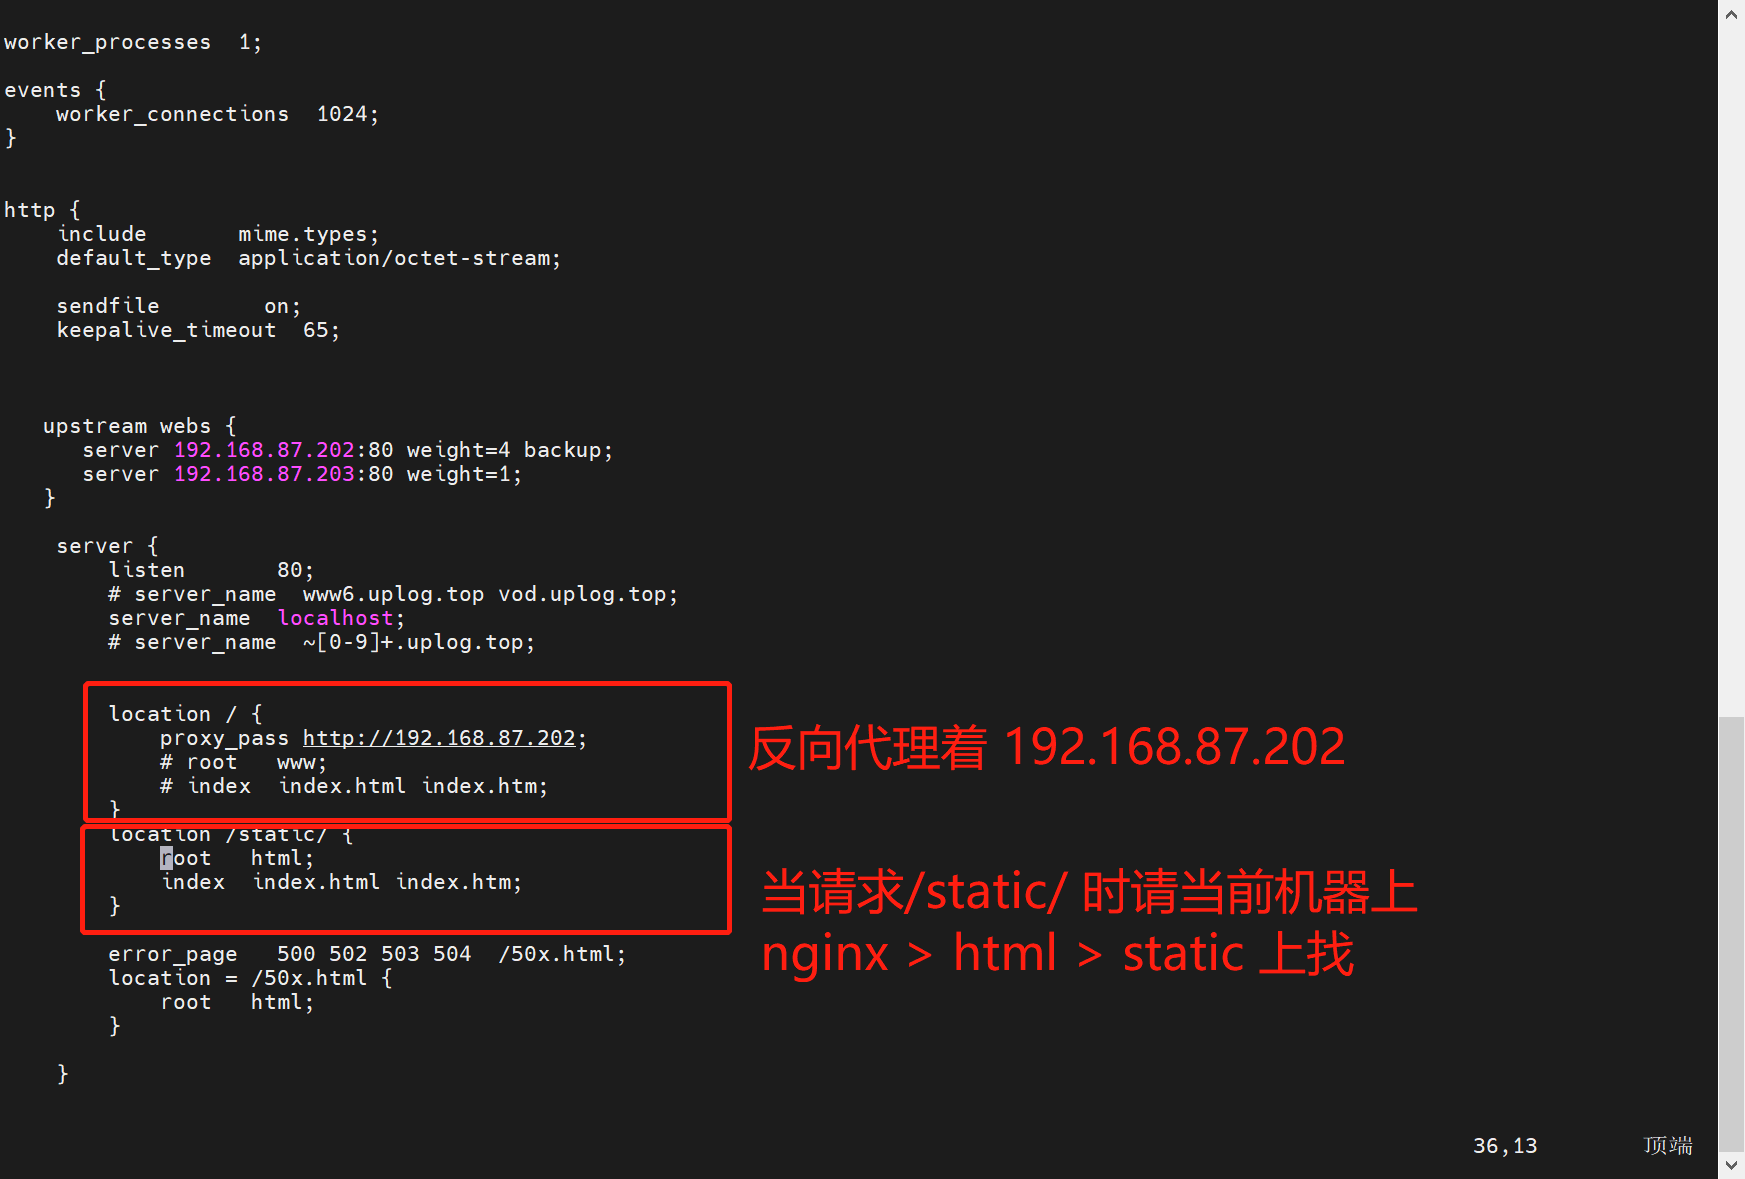 worker_processes  1;
events {
    worker_connections  1024;
}
http {
    include       mime.types;
    default_type  application/octet-stream;
    sendfile        on;
    keepalive_timeout  65;
   upstream webs {
      server 192.168.87.202:80 weight=4 backup;
      server 192.168.87.203:80 weight=1;
   }
    server {
        listen       80;
        # server_name  www6.uplog.top vod.uplog.top;
        server_name  localhost;
        # server_name  ~[0-9]+.uplog.top;
        location / {
            proxy_pass http://192.168.87.202;
            # root   www;
            # index  index.html index.htm;
        }
反向代理着 192.168.87.202
        location /static/ {
            root   html;
            index  index.html index.htm;
        }
当请求/static/ 时请当前机器上
nginx > html > static 上找
        error_page   500 502 503 504  /50x.html;
        location = /50x.html {
            root   html;
        }
    }
36,13 顶端